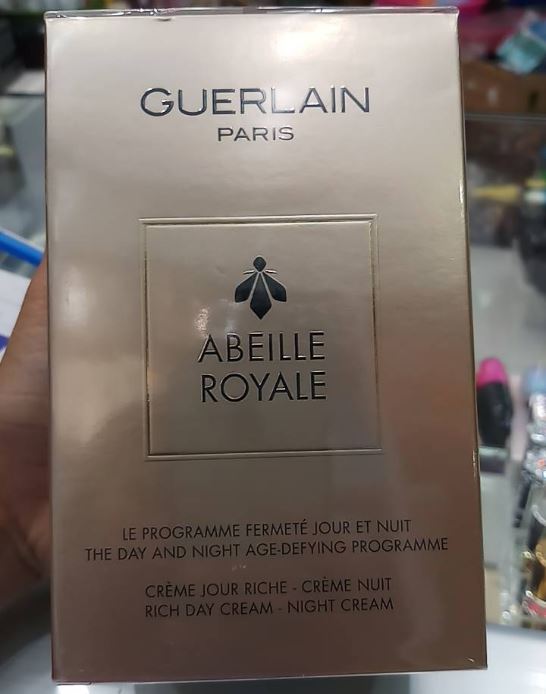 GUERLAIN
PARIS
ABEILLE
ROYALE
LE PROGRAMME FERMETÉ JOUR ET NUIT
THE DAY AND NIGHT AGE-DEFYING PROGRAMME
CRÈME JOUR RICHE - CRÈME NUIT
RICH DAY CREAM - NIGHT CREAM